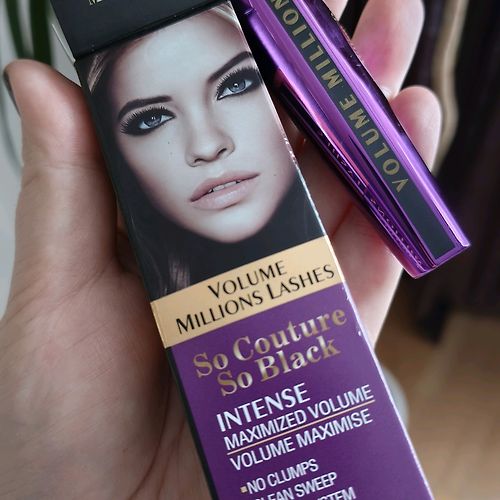 VOLUME MILLION
VOLUME
MILLIONS LASHES
So Couture
So Black
INTENSE
MAXIMIZED VOLUME
VOLUME MAXIMISE
▪NO CLUMPS